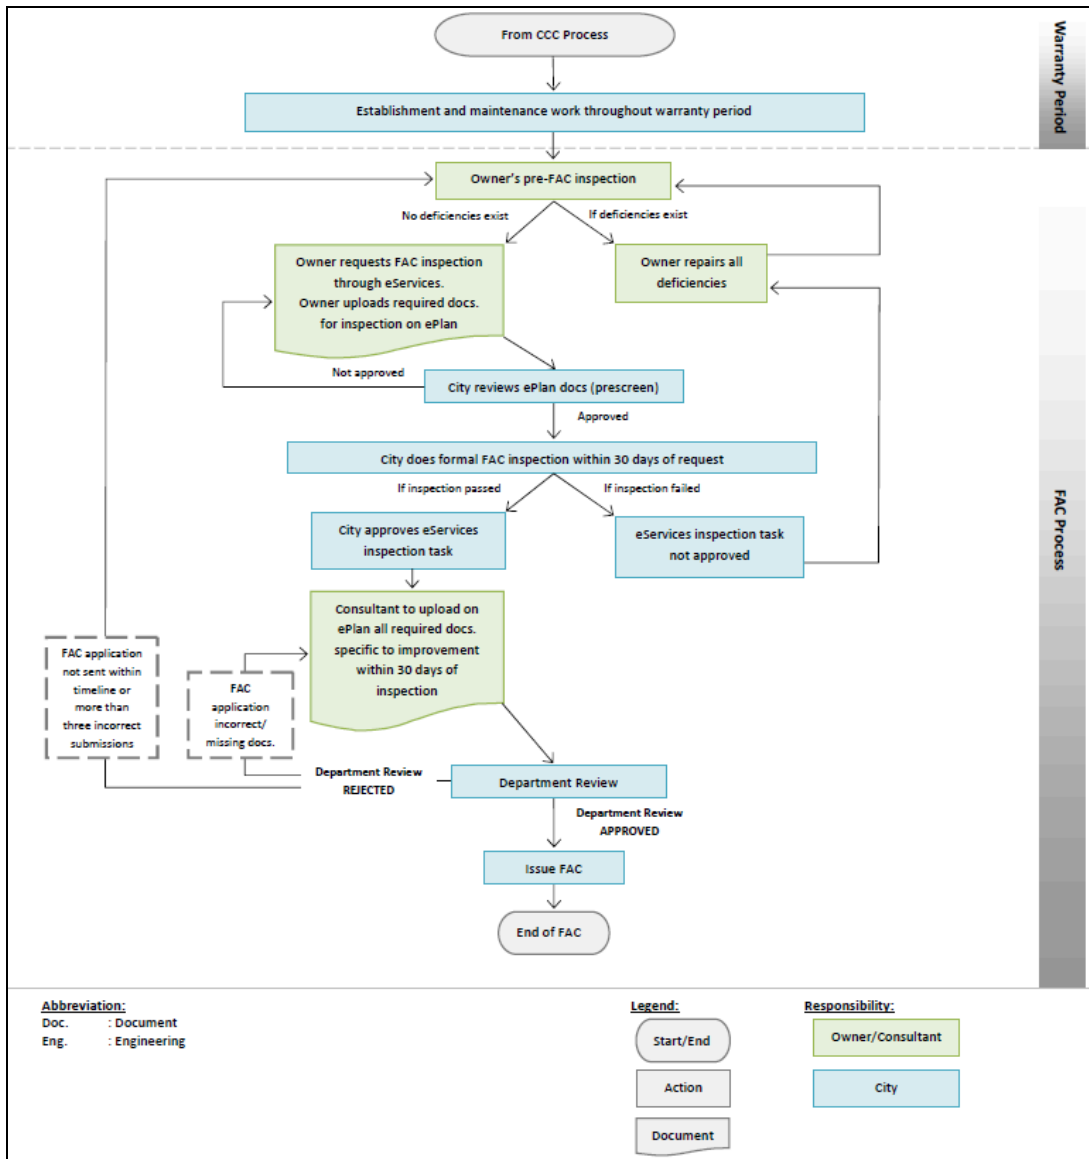 From CCC Process
Warranty Period
Establishment and maintenance work throughout warranty period
Owner's pre-FAC inspection
No deficiencies exist
If deficiencies exist
Owner requests FAC inspection
through eServices.
Owner uploads required docs.
for inspection on ePlan
Owner repairs all
deficiencies
Not approved
City reviews ePlan docs (prescreen)
Approved
City does formal FAC inspection within 30 days of request
If inspection passed
If inspection failed
City approves eServices
inspection task
eServices inspection task
not approved
FAC Process
Consultant to upload on
ePlan all required docs.
specific to improvement
within 30 days of
inspection
FAC application
not sent within
timeline or
more than
three incorrect
submissions
FAC
application
incorrect/
missing docs.
Department Review
REJECTED
Department Review
Department Review
APPROVED
Issue FAC
End of FAC
Abbreviation:
Doc. : Document
Eng. : Engineering
Legend:
Start/End
Action
Document
Responsibility:
Owner/Consultant
City